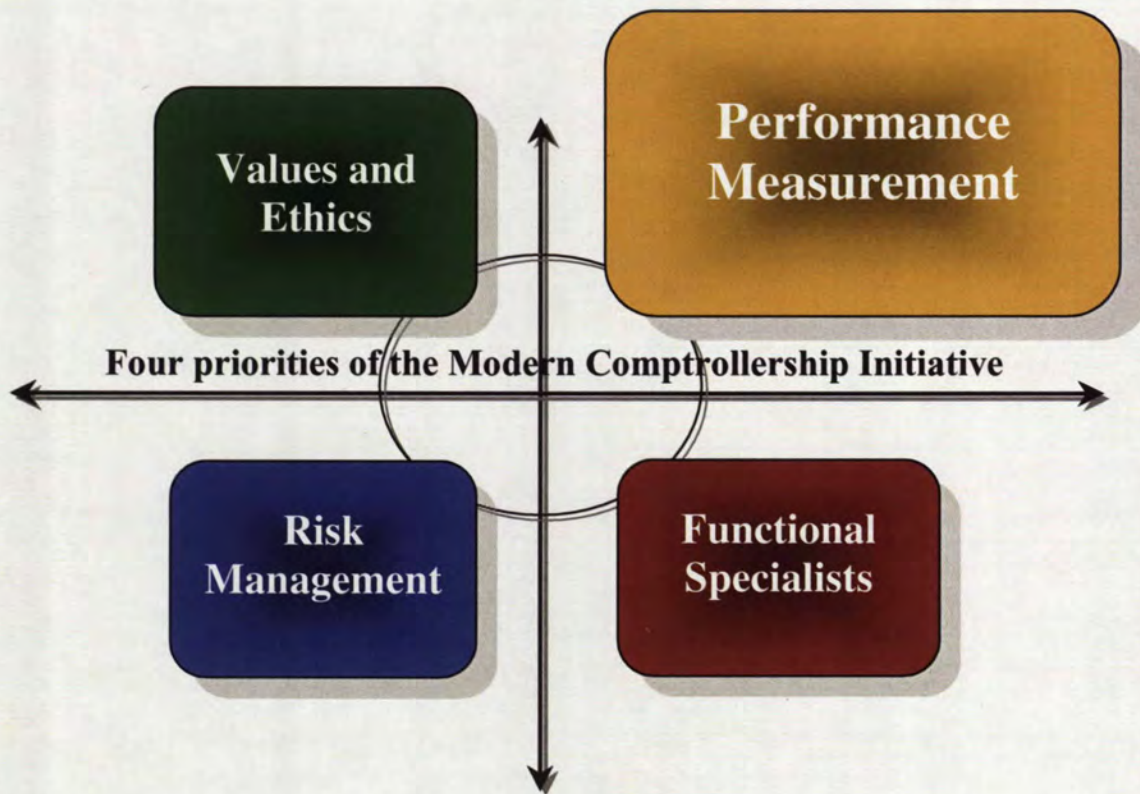 Values and
Ethics
Performance
Measurement
Four priorities of the Modern Comptrollership Initiative
Risk
Management
Functional
Specialists